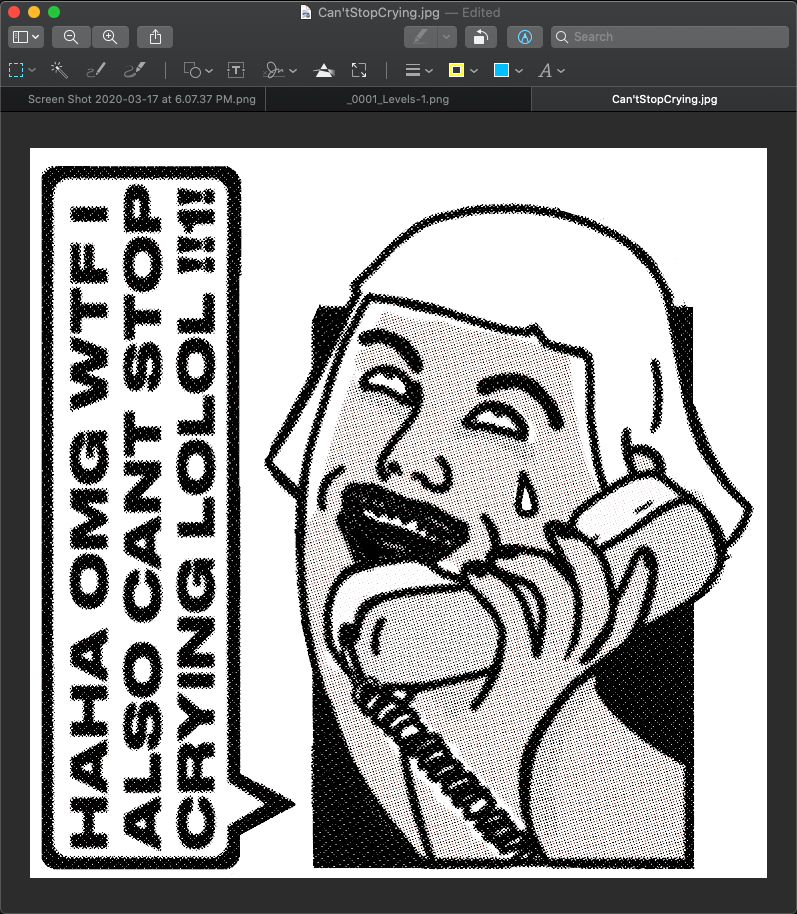 Can'tStopCrying.jpg — Edited
Search
Screen Shot 2020-03-17 at 6.07.37 PM.png
_0001_Levels-1.png
Can'tStopCrying.jpg
HAHA OMG WTF I
ALSO CANT STOP
CRYING LOLOL !!1!